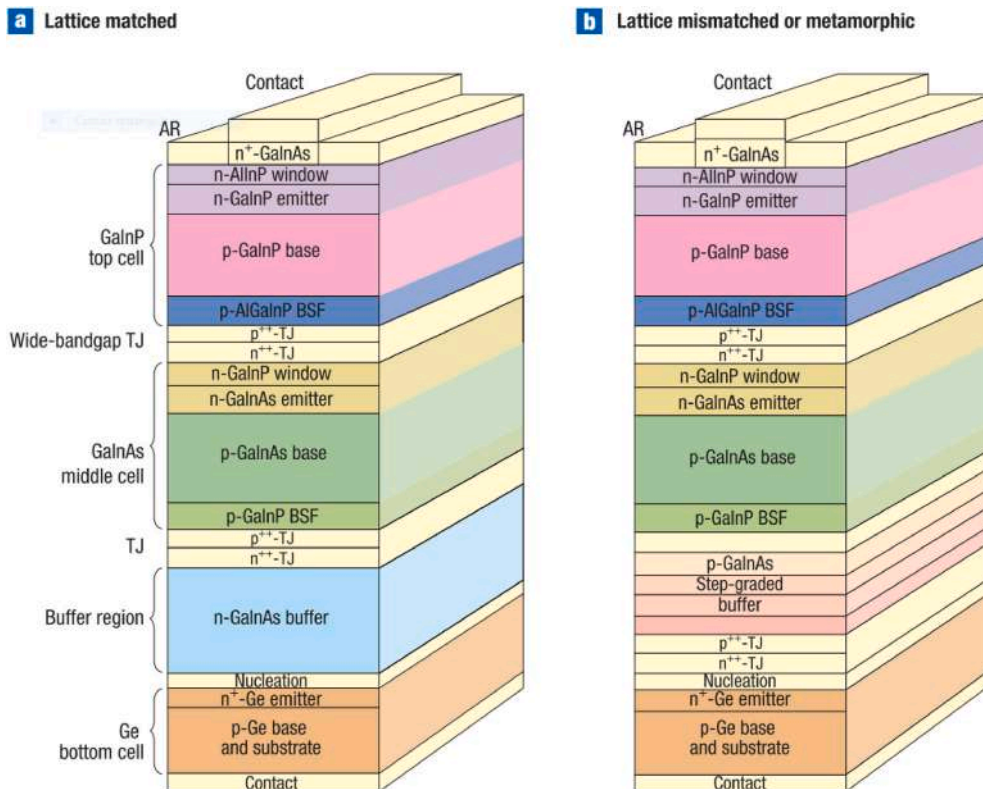 a Lattice matched
Contact
AR
n⁺-GaInAs
n-AlInP window
n-GaInP emitter
GaInP
top cell
p-GaInP base
p-AlGaInP BSF
Wide-bandgap TJ
p⁺⁺-TJ
n⁺⁺-TJ
n-GaInP window
n-GaInAs emitter
GaInAs
middle cell
p-GaInAs base
p-GaInP BSF
TJ
p⁺⁺-TJ
n⁺⁺-TJ
Buffer region
n-GaInAs buffer
Nucleation
n⁺-Ge emitter
Ge
bottom cell
p-Ge base
and substrate
Contact
b Lattice mismatched or metamorphic
Contact
AR
n⁺-GaInAs
n-AlInP window
n-GaInP emitter
p-GaInP base
p-AlGaInP BSF
p⁺⁺-TJ
n⁺⁺-TJ
n-GaInP window
n-GaInAs emitter
p-GaInAs base
p-GaInP BSF
p-GaInAs
Step-graded
buffer
p⁺⁺-TJ
n⁺⁺-TJ
Nucleation
n⁺-Ge emitter
p-Ge base
and substrate
Contact